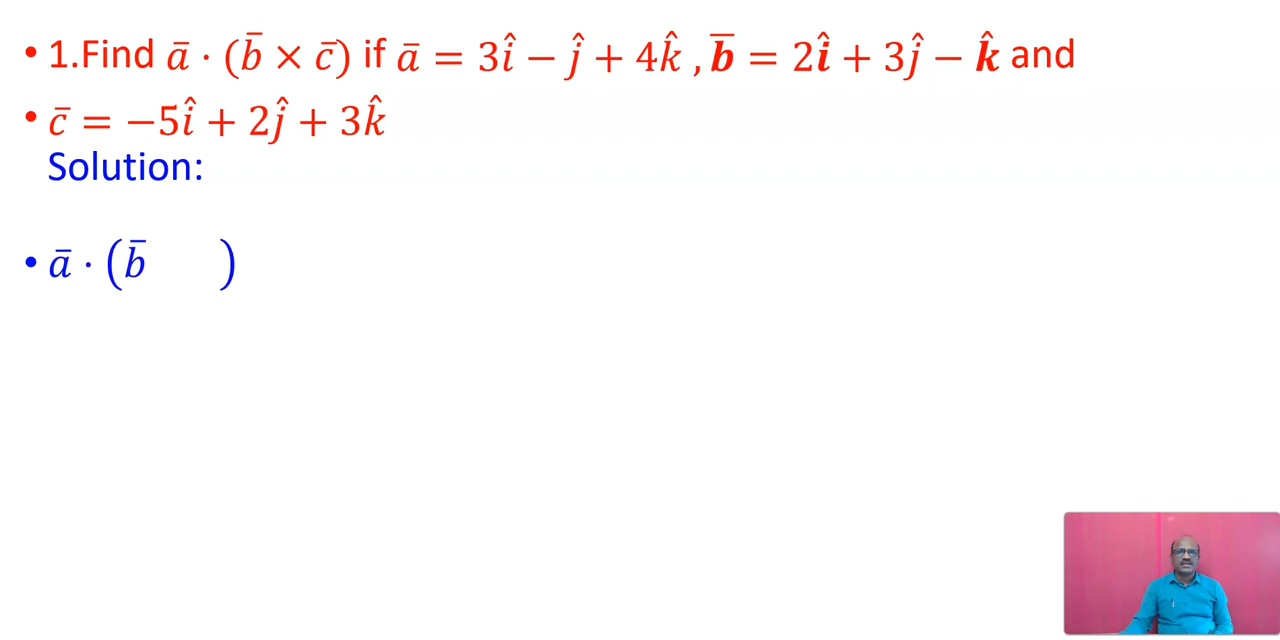 • 1.Find a̅ · (b̅ × c̅) if a̅ = 3î − ĵ + 4k̂ , b̅ = 2î + 3ĵ − k̂ and
• c̅ = −5î + 2ĵ + 3k̂
Solution:
• a̅ · (b̅ )